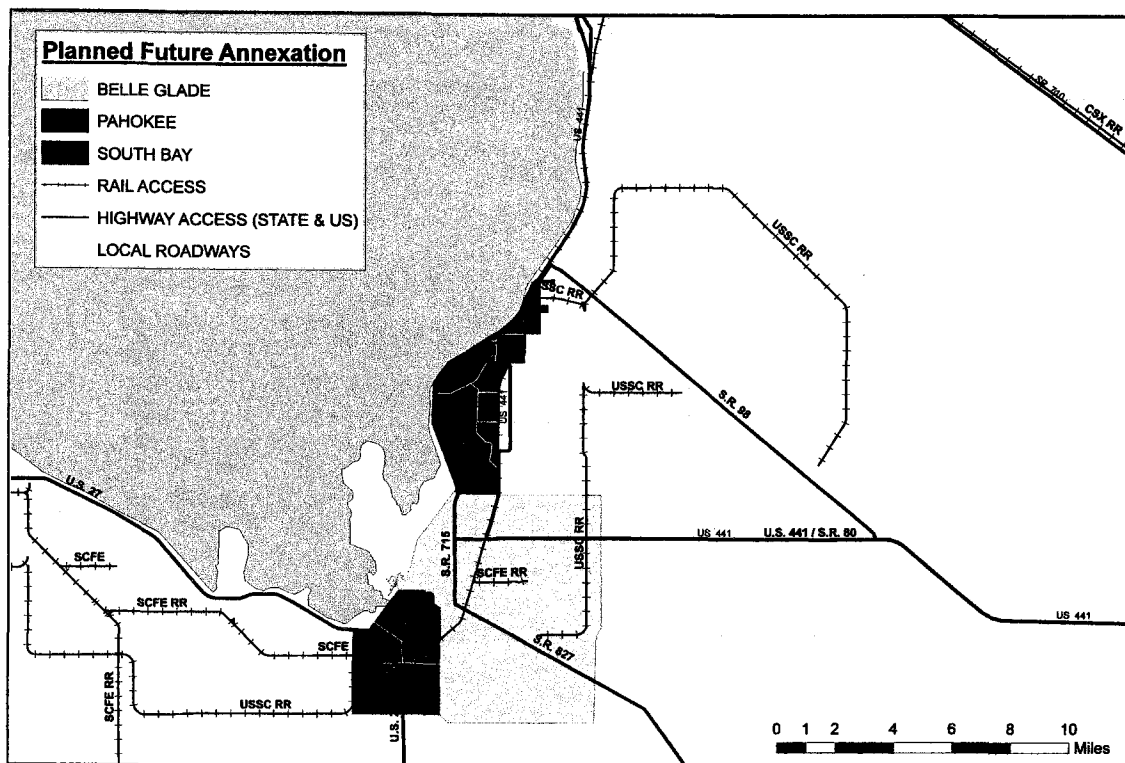 Planned Future Annexation
BELLE GLADE
PAHOKEE
SOUTH BAY
RAIL ACCESS
HIGHWAY ACCESS (STATE & US)
LOCAL ROADWAYS
US 441
SR 710
CSX RR
USSC RR
SSC RR
US 441
USSC RR
S.R. 98
U.S. 27
S.R. 715
USSC RR
US 441
U.S. 441 / S.R. 80
SCFE
SCFE RR
SCFE RR
US 441
SCFE
S.R. 827
SCFE RR
USSC RR
U.S.
0 1 2 4 6 8 10
Miles